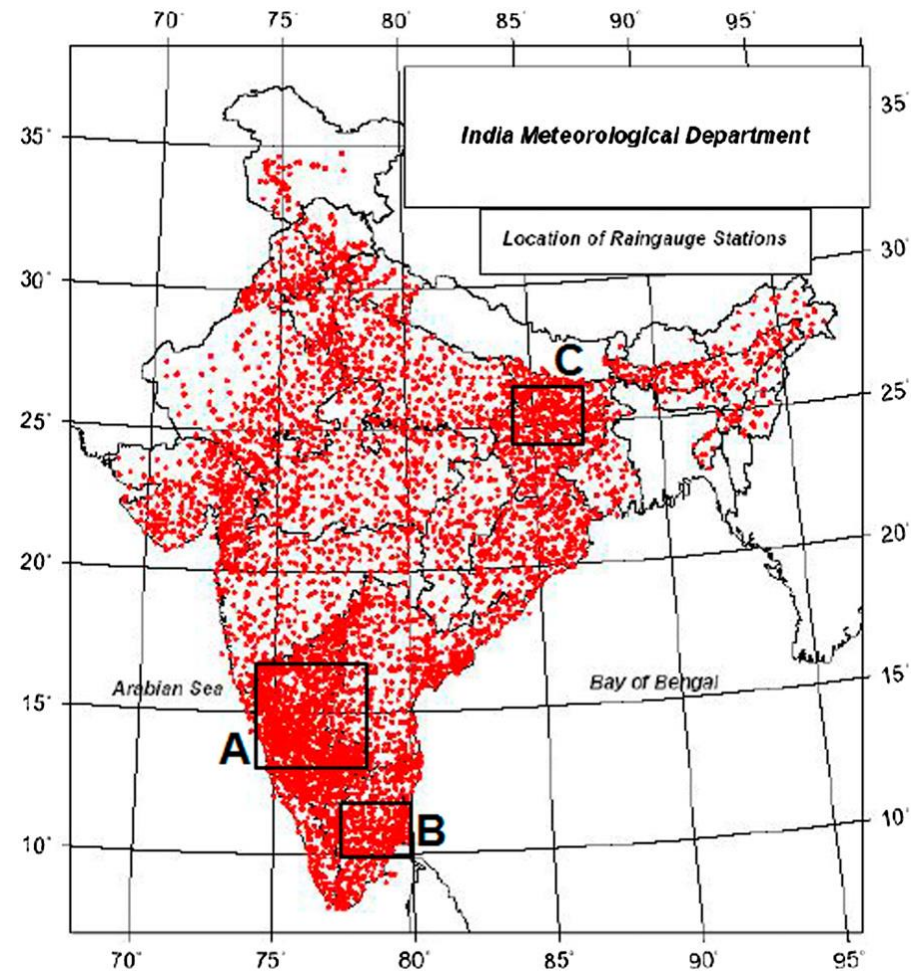 70° 75° 80° 85° 90° 95°
35°
India Meteorological Department
35°
Location of Raingauge Stations
30°
30°
C
25°
25°
20°
20°
Arabian Sea
Bay of Bengal
15°
15°
A
B
10°
10°
70° 75° 80° 85° 90° 95°